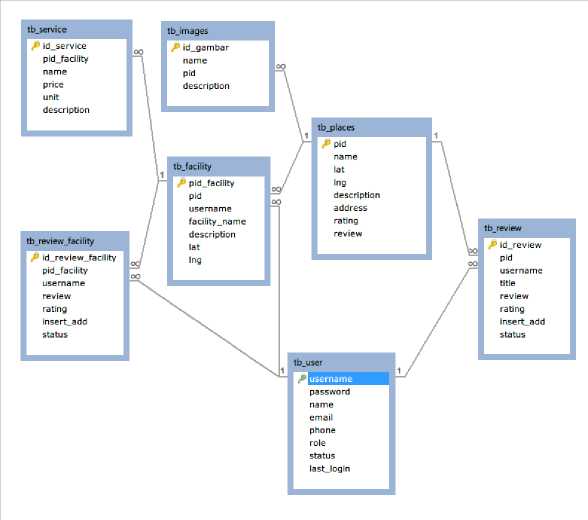 tb_service
id_service
pid_facility
name
price
unit
description
tb_images
id_gambar
name
pid
description
tb_places
pid
name
lat
lng
description
address
rating
review
tb_facility
pid_facility
pid
username
facility_name
description
lat
lng
tb_review_facility
id_review_facility
pid_facility
username
review
rating
insert_add
status
tb_review
id_review
pid
username
title
review
rating
insert_add
status
tb_user
username
password
name
email
phone
role
status
last_login
∞
∞
1
1
1
∞
∞
∞
∞
∞
∞
1
1